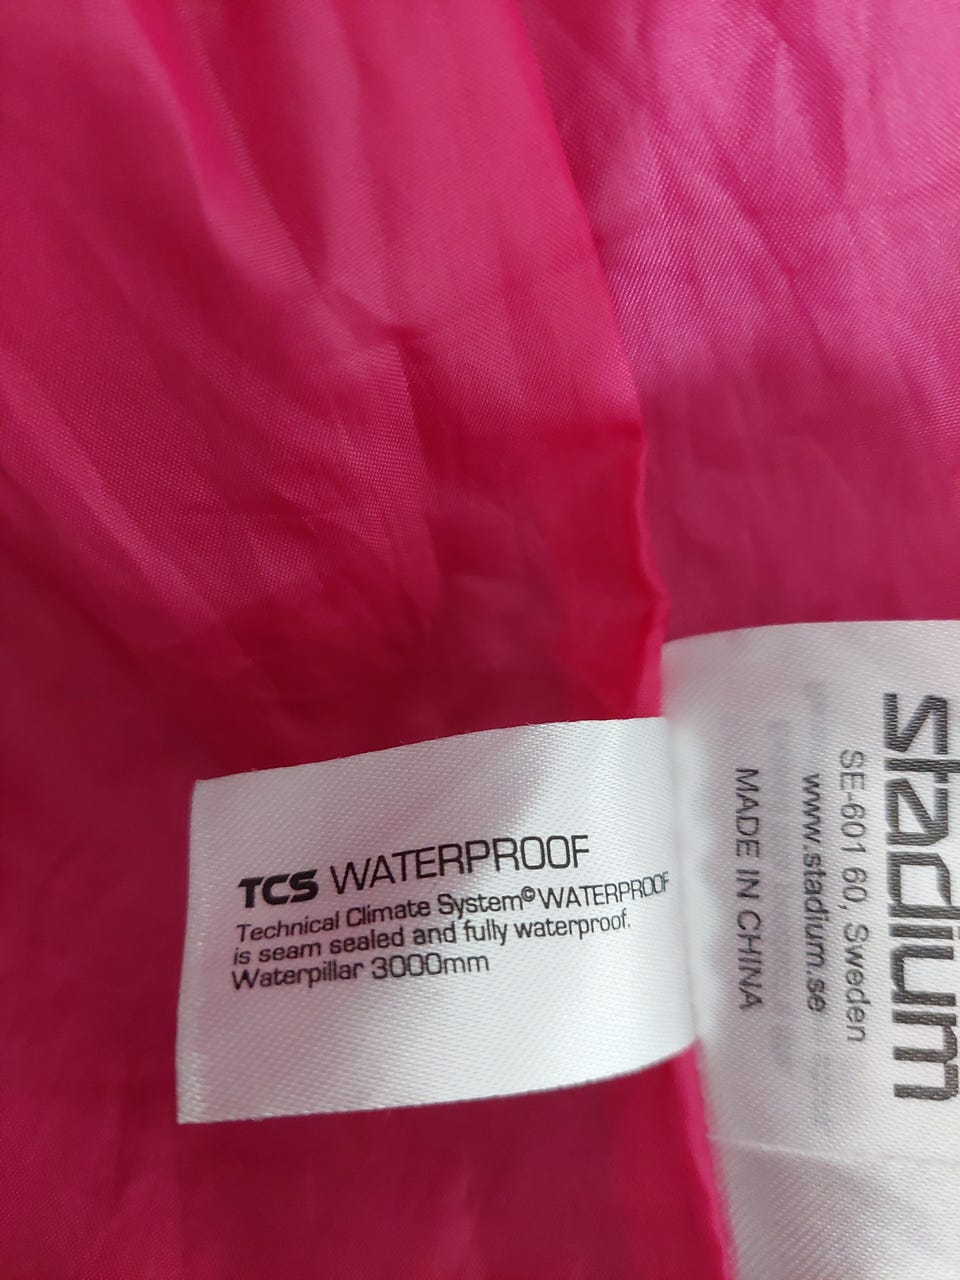 TCS WATERPROOF
Technical Climate System© WATERPROOF
is seam sealed and fully waterproof.
Waterpillar 3000mm
stadium
SE-601 60, Sweden
www.stadium.se
MADE IN CHINA